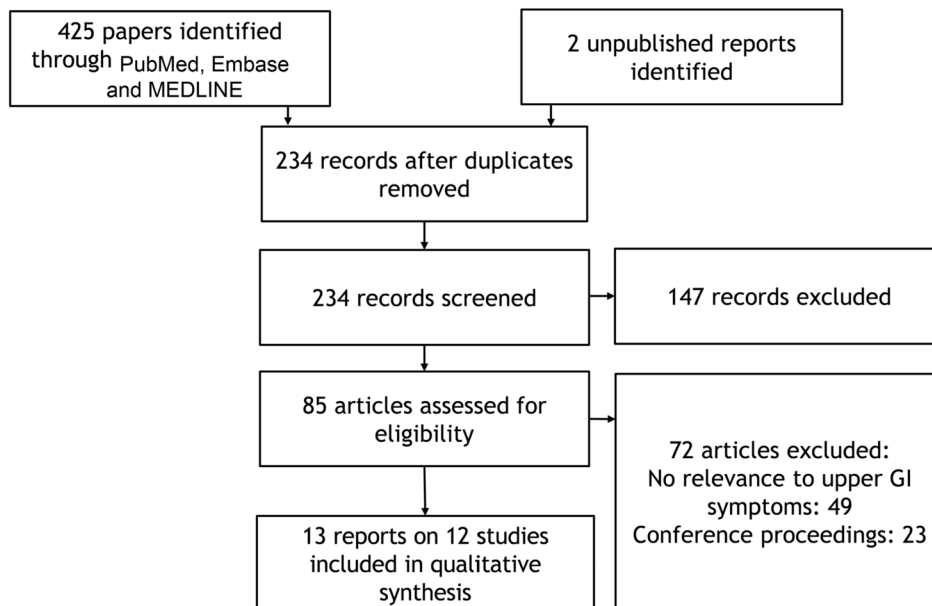 425 papers identified
through PubMed, Embase
and MEDLINE
2 unpublished reports
identified
234 records after duplicates
removed
234 records screened
147 records excluded
85 articles assessed for
eligibility
72 articles excluded:
No relevance to upper GI
symptoms: 49
Conference proceedings: 23
13 reports on 12 studies
included in qualitative
synthesis